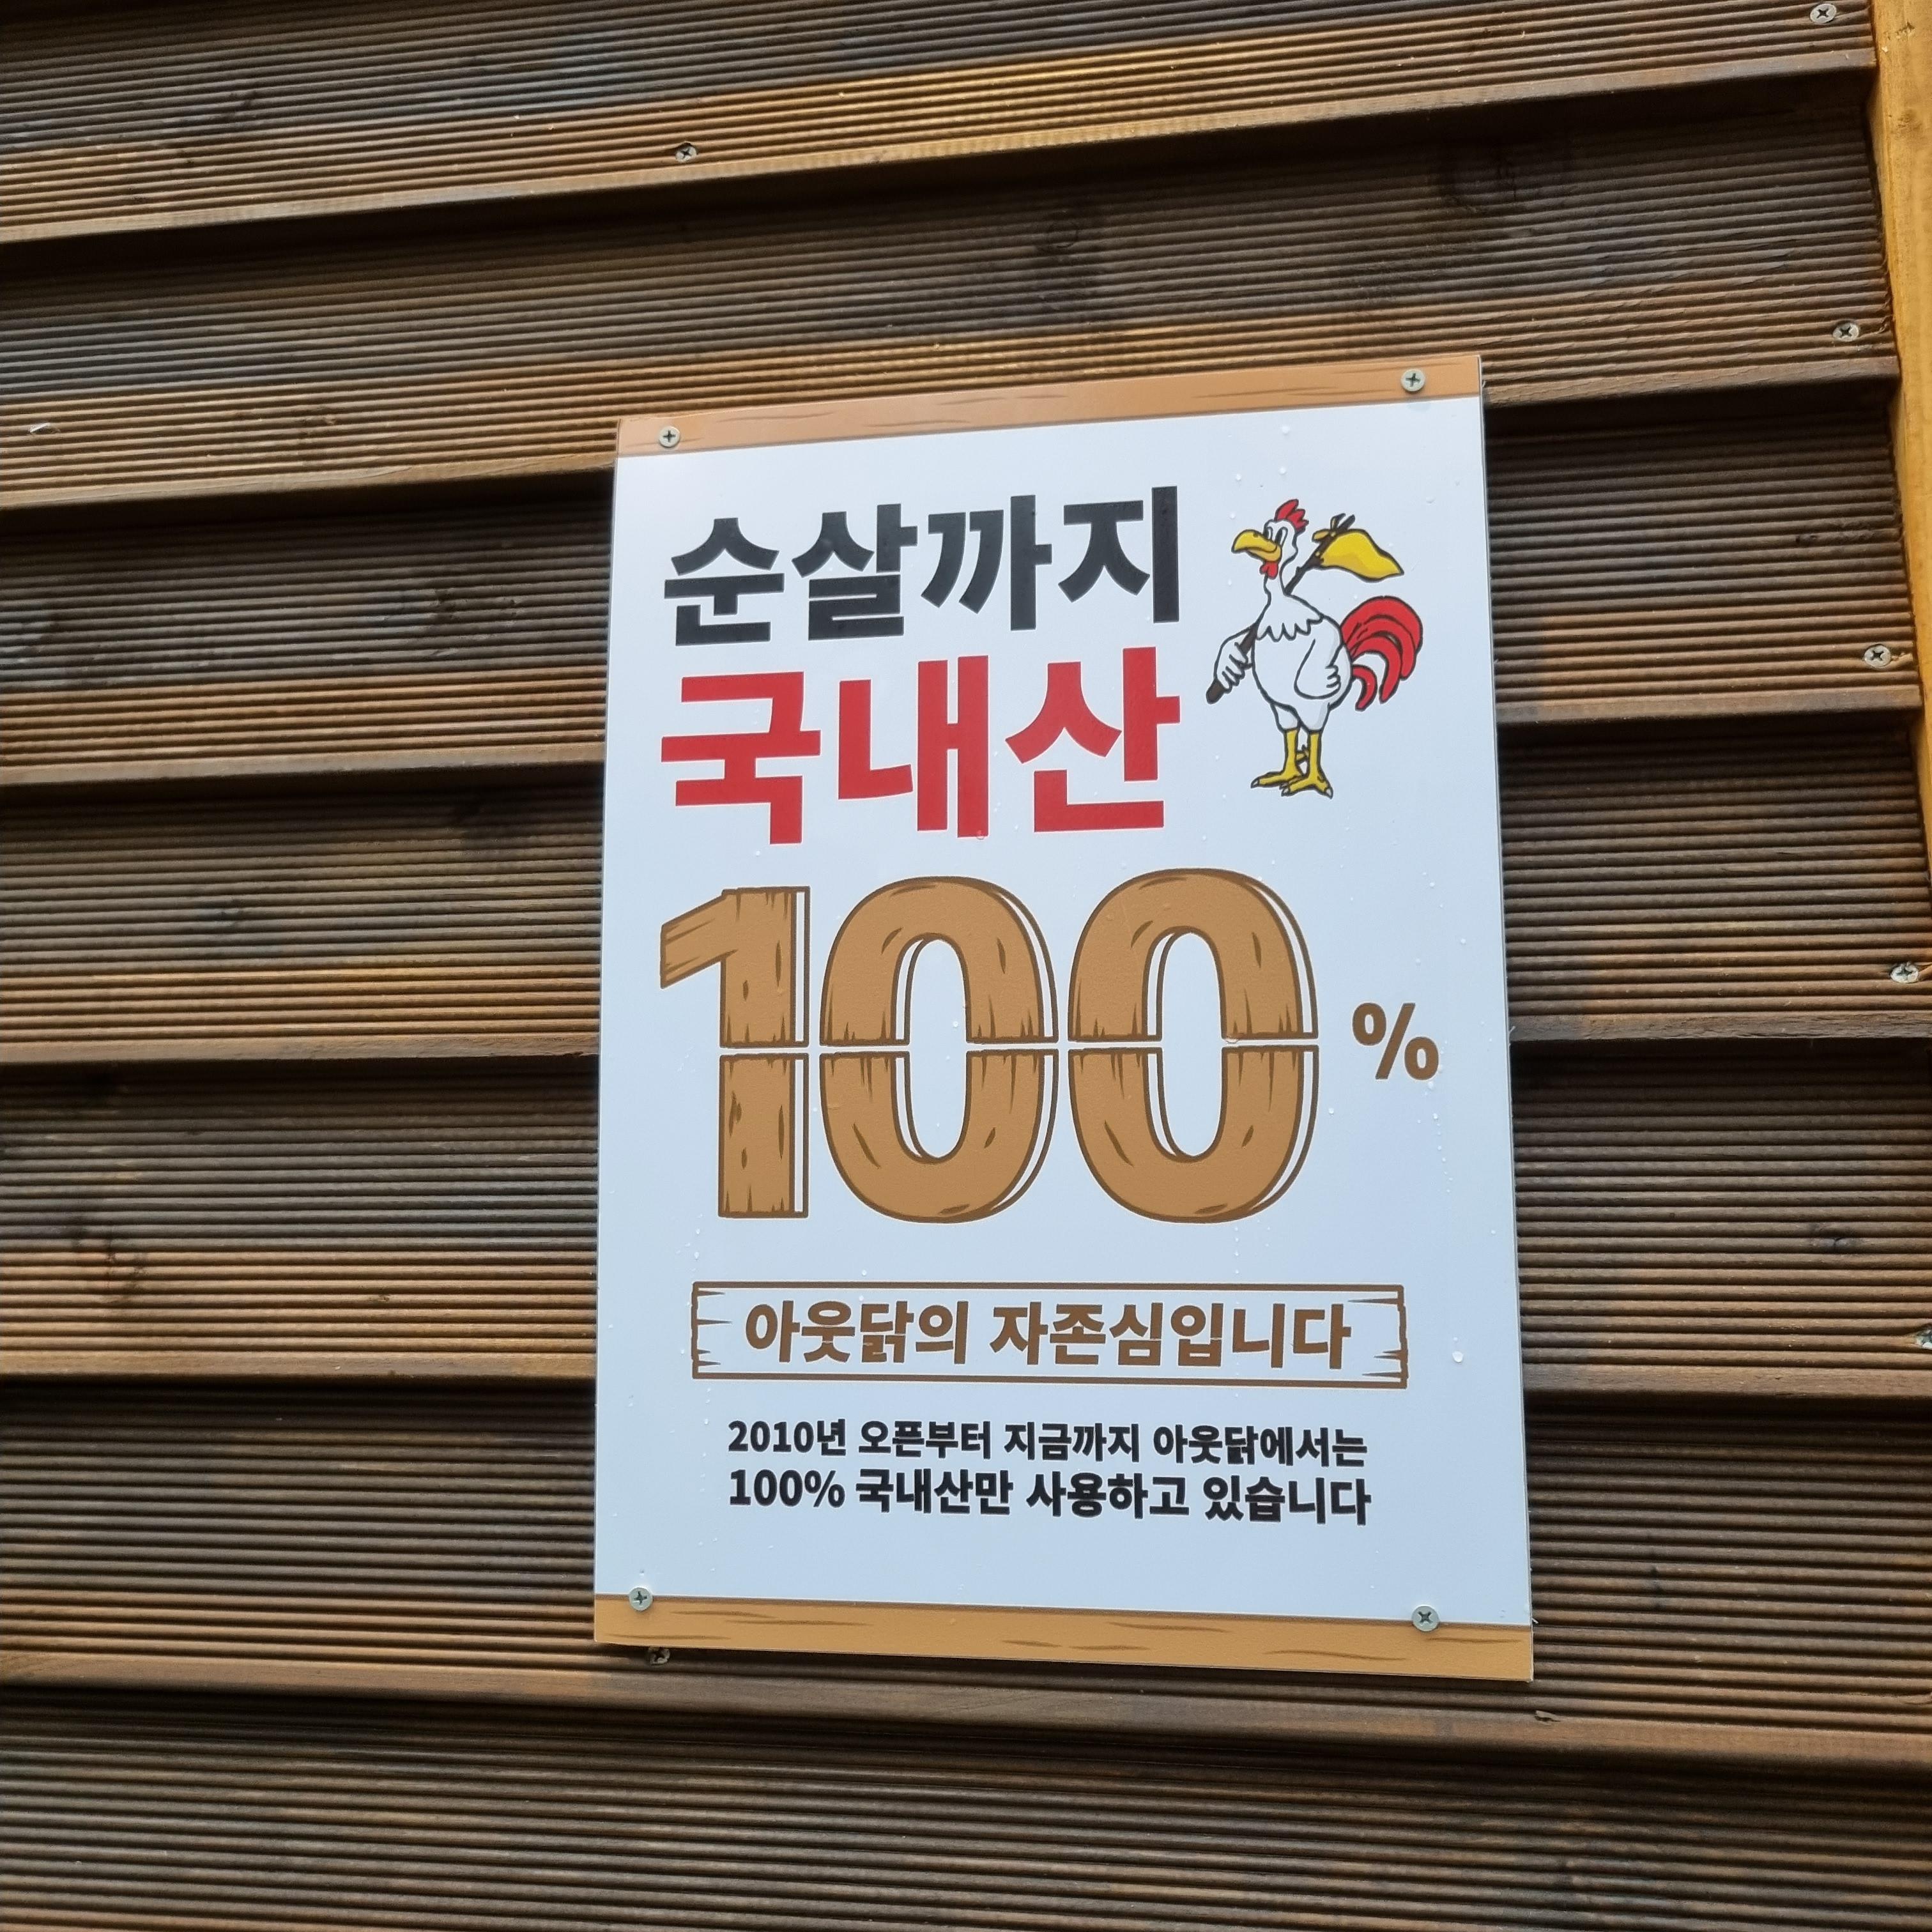 순살까지
국내산
100%
아웃닭의 자존심입니다
2010년 오픈부터 지금까지 아웃닭에서는
100% 국내산만 사용하고 있습니다